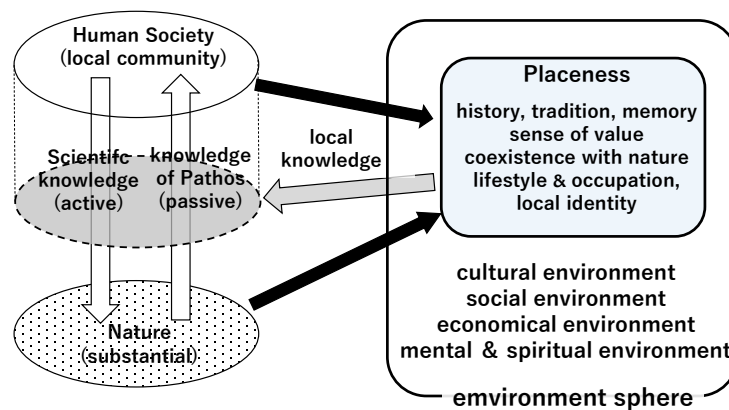 Human Society
(local community)
Scientifc
knowledge
(active)
knowledge
of Pathos
(passive)
Nature
(substantial)
local
knowledge
Placeness
history, tradition, memory
sense of value
coexistence with nature
lifestyle & occupation,
local identity
cultural environment
social environment
economical environment
mental & spiritual environment
emvironment sphere